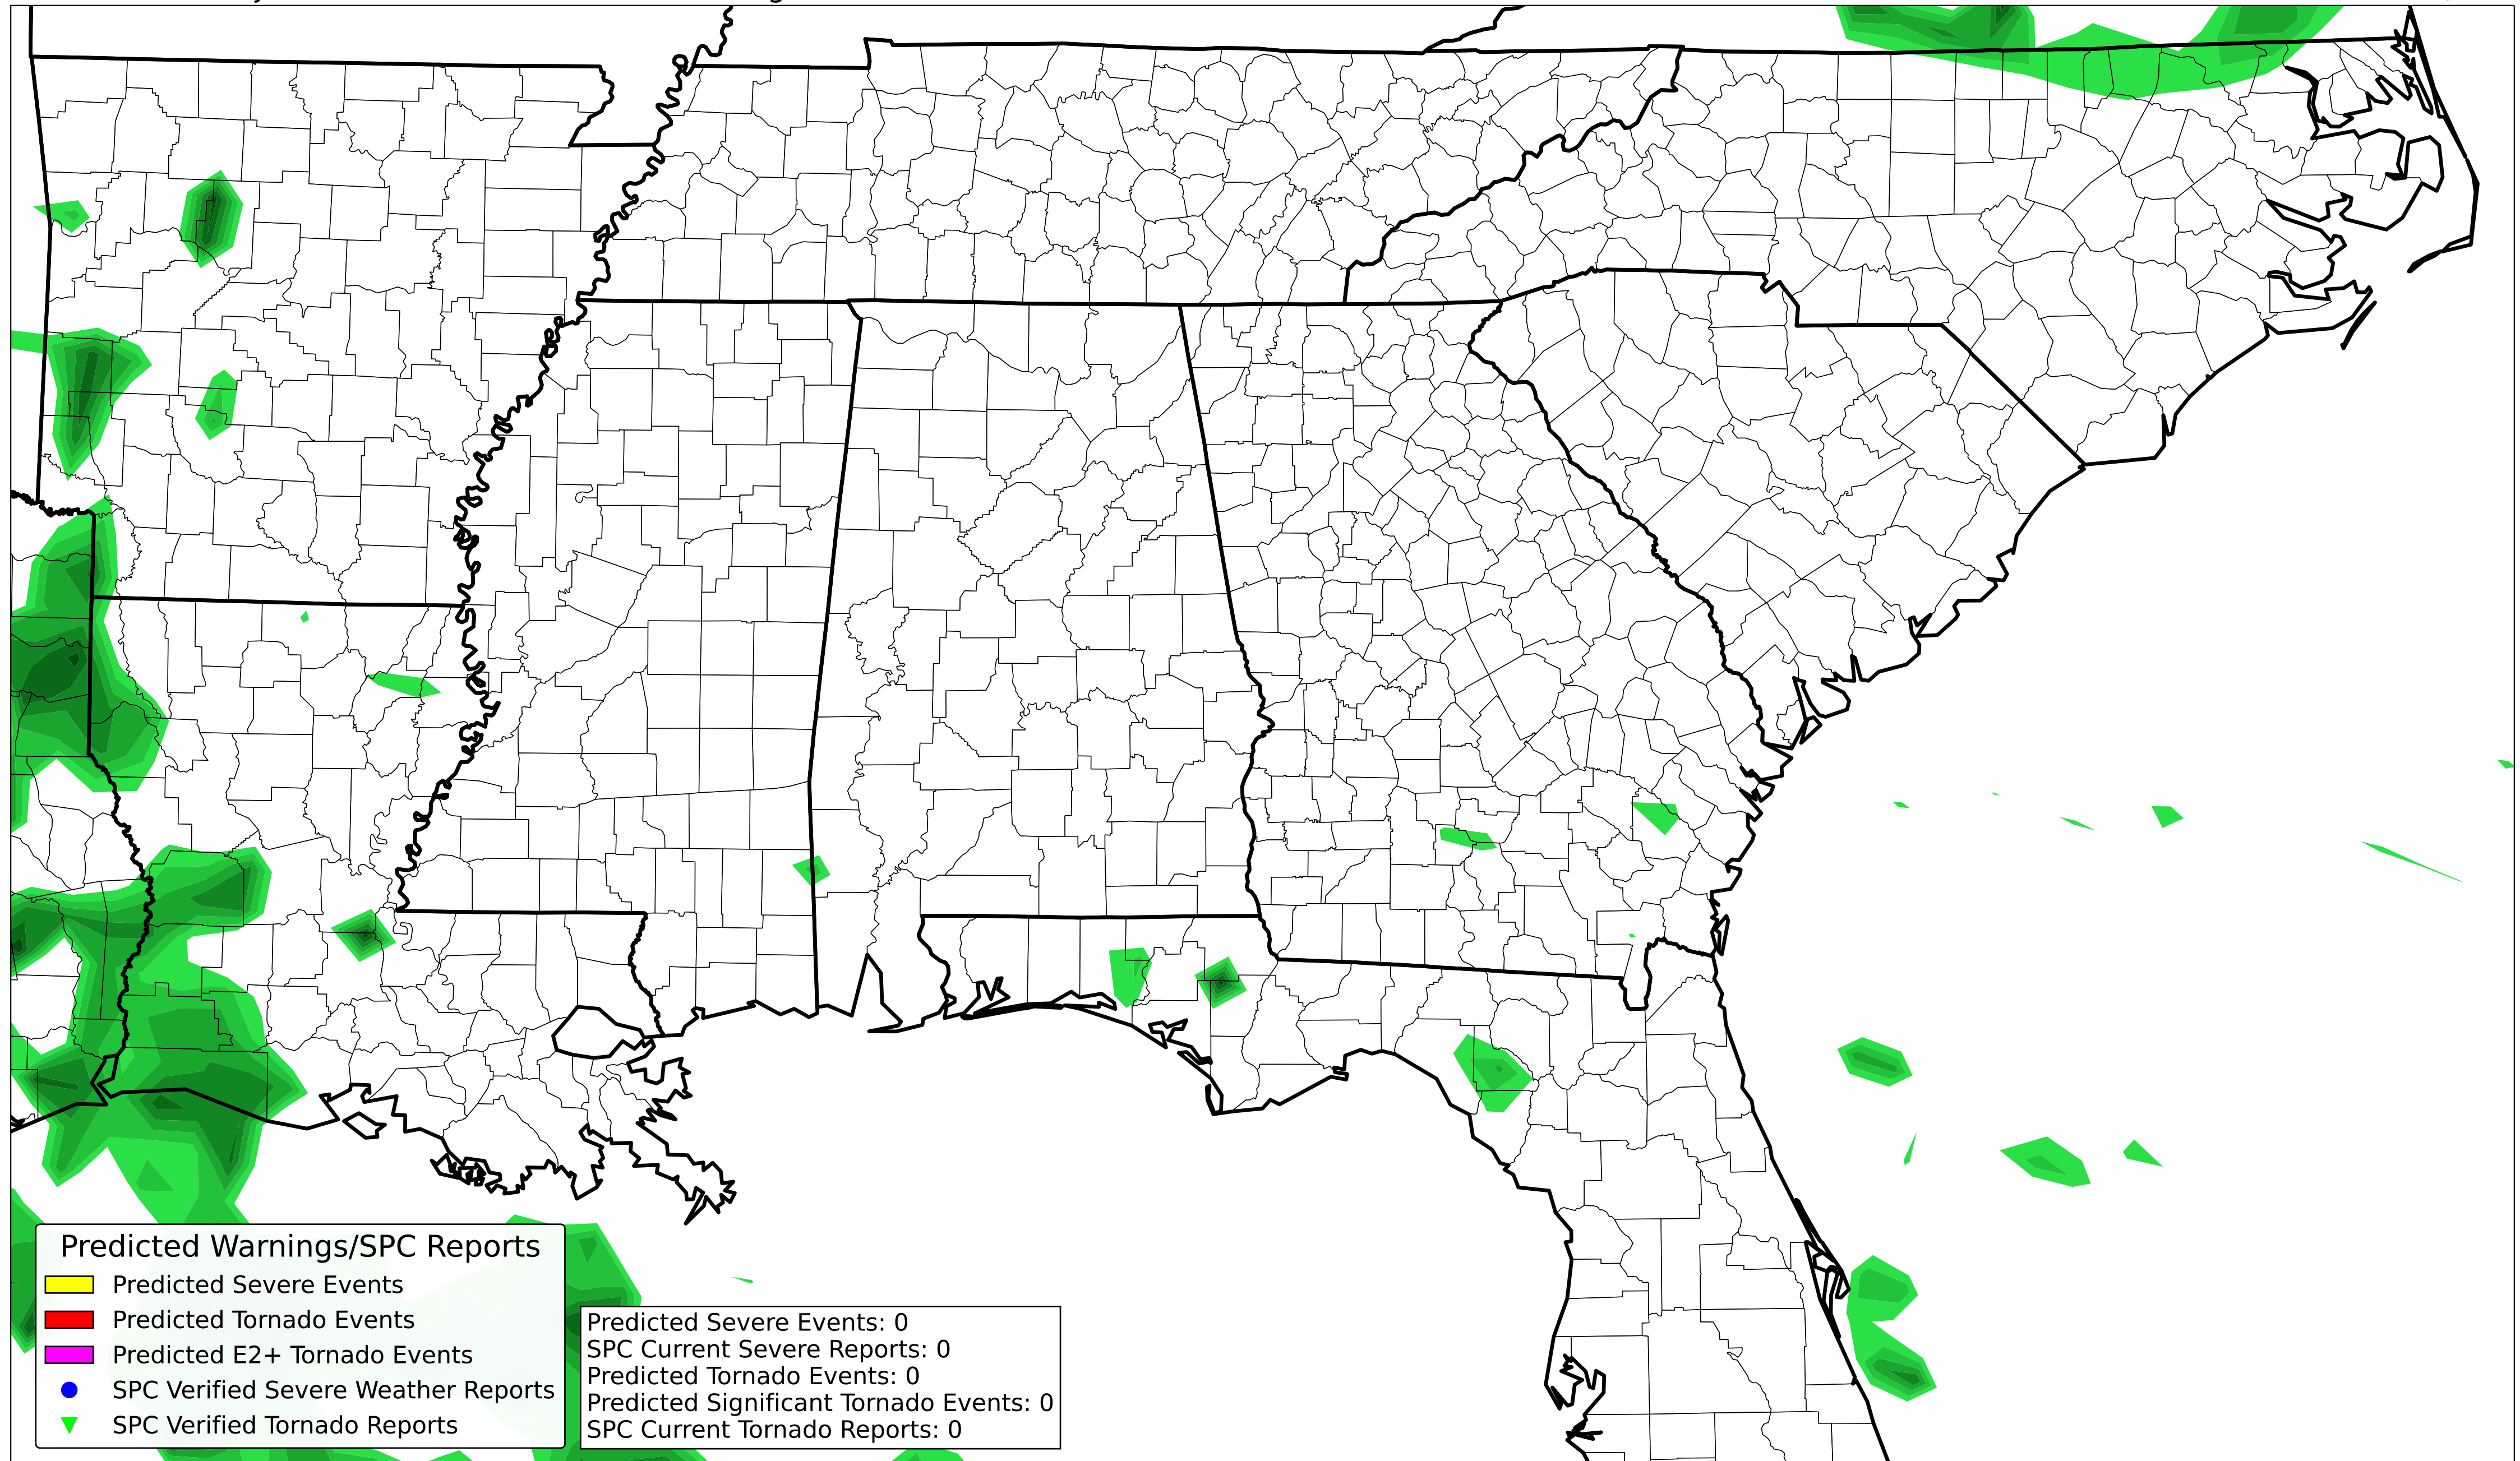 Predicted Warnings/SPC Reports
Predicted Severe Events
Predicted Tornado Events
Predicted E2+ Tornado Events
SPC Verified Severe Weather Reports
SPC Verified Tornado Reports
Predicted Severe Events: 0
SPC Current Severe Reports: 0
Predicted Tornado Events: 0
Predicted Significant Tornado Events: 0
SPC Current Tornado Reports: 0